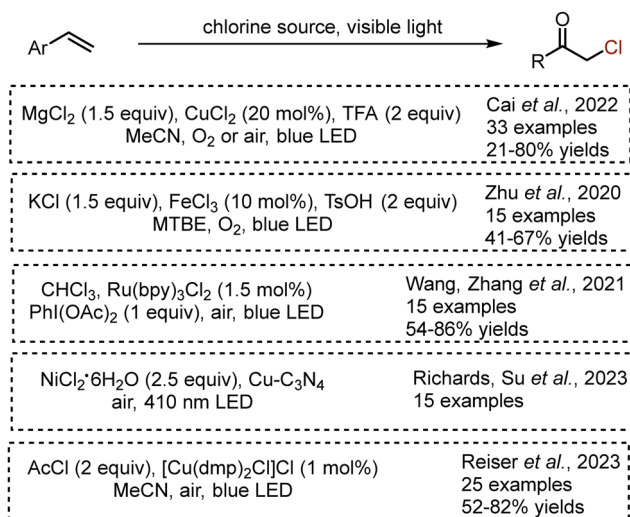 chlorine source, visible light
Ar
O
R
Cl
MgCl2 (1.5 equiv), CuCl2 (20 mol%), TFA (2 equiv)
MeCN, O2 or air, blue LED
Cai et al., 2022
33 examples
21-80% yields
KCl (1.5 equiv), FeCl3 (10 mol%), TsOH (2 equiv)
MTBE, O2, blue LED
Zhu et al., 2020
15 examples
41-67% yields
CHCl3, Ru(bpy)3Cl2 (1.5 mol%)
PhI(OAc)2 (1 equiv), air, blue LED
Wang, Zhang et al., 2021
15 examples
54-86% yields
NiCl2·6H2O (2.5 equiv), Cu-C3N4
air, 410 nm LED
Richards, Su et al., 2023
15 examples
AcCl (2 equiv), [Cu(dmp)2Cl]Cl (1 mol%)
MeCN, air, blue LED
Reiser et al., 2023
25 examples
52-82% yields